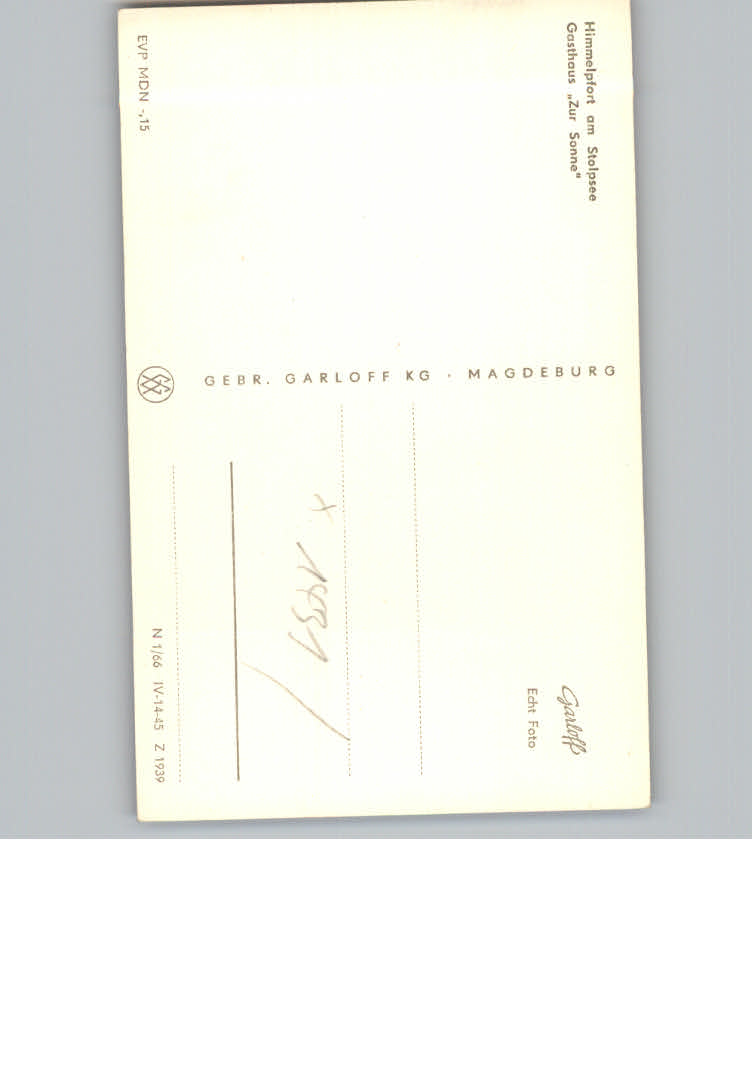 Himmelpfort am Stolpsee
Gasthaus „Zur Sonne"
EVP MDN -,15
GEBR. GARLOFF KG · MAGDEBURG
Garloff
Echt Foto
N 1/66 IV-14-45 Z 1939